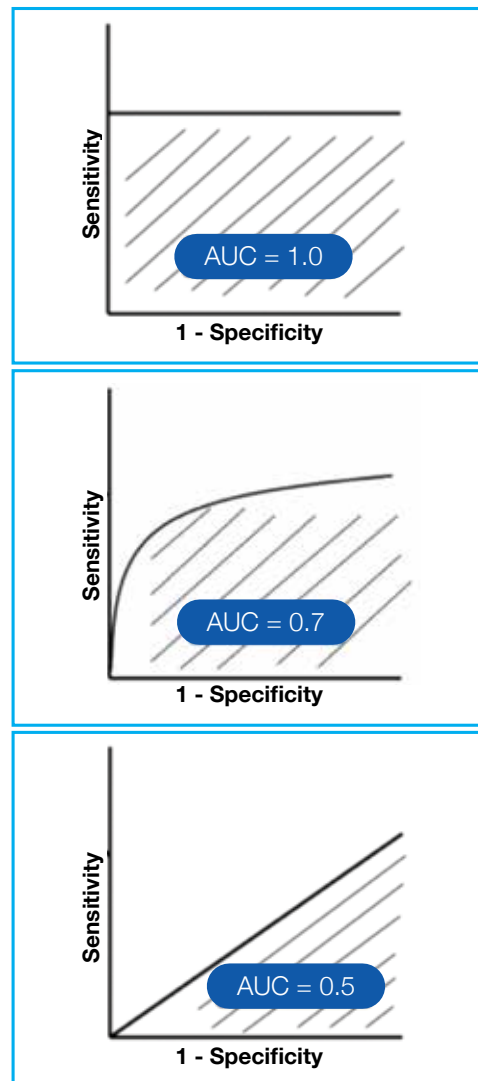 Sensitivity
AUC = 1.0
1 - Specificity
Sensitivity
AUC = 0.7
1 - Specificity
Sensitivity
AUC = 0.5
1 - Specificity